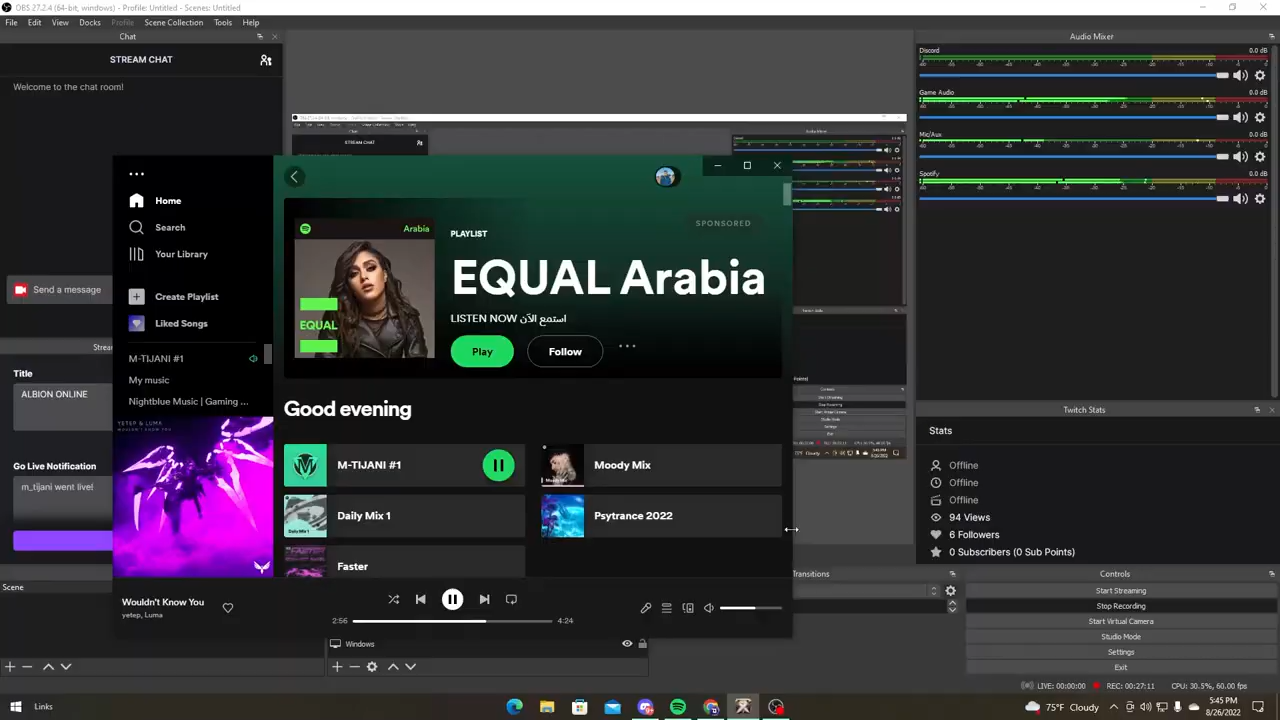 OBS 27.2.4 (64-bit, windows) - Profile: Untitled - Scenes: Untitled
File Edit View Docks Profile Scene Collection Tools Help
Chat
STREAM CHAT
Welcome to the chat room!
Send a message
Title
ALBION ONLINE
Go Live Notification
m_tijani went live!
Scene
Home
Search
Your Library
Create Playlist
Liked Songs
M-TIJANI #1
My music
Nightblue Music | Gaming ...
YETEP & LUMA
WOULDN'T KNOW YOU
Arabia
EQUAL
SPONSORED
PLAYLIST
EQUAL Arabia
LISTEN NOW استمع الآن
Play
Follow
Good evening
M-TIJANI #1
Moody Mix
Daily Mix 1
Psytrance 2022
Faster
Wouldn't Know You
yetep, Luma
2:56
4:24
Windows
Transitions
Audio Mixer
Discord 0.0 dB
Game Audio 0.0 dB
Mic/Aux 0.0 dB
Spotify 0.0 dB
Twitch Stats
Stats
Offline
Offline
Offline
94 Views
6 Followers
0 Subscribers (0 Sub Points)
Controls
Start Streaming
Stop Recording
Start Virtual Camera
Studio Mode
Settings
Exit
LIVE: 00:00:00 REC: 00:27:11 CPU: 30.5%, 60.00 fps
Links
75°F Cloudy
5:45 PM
8/26/2022